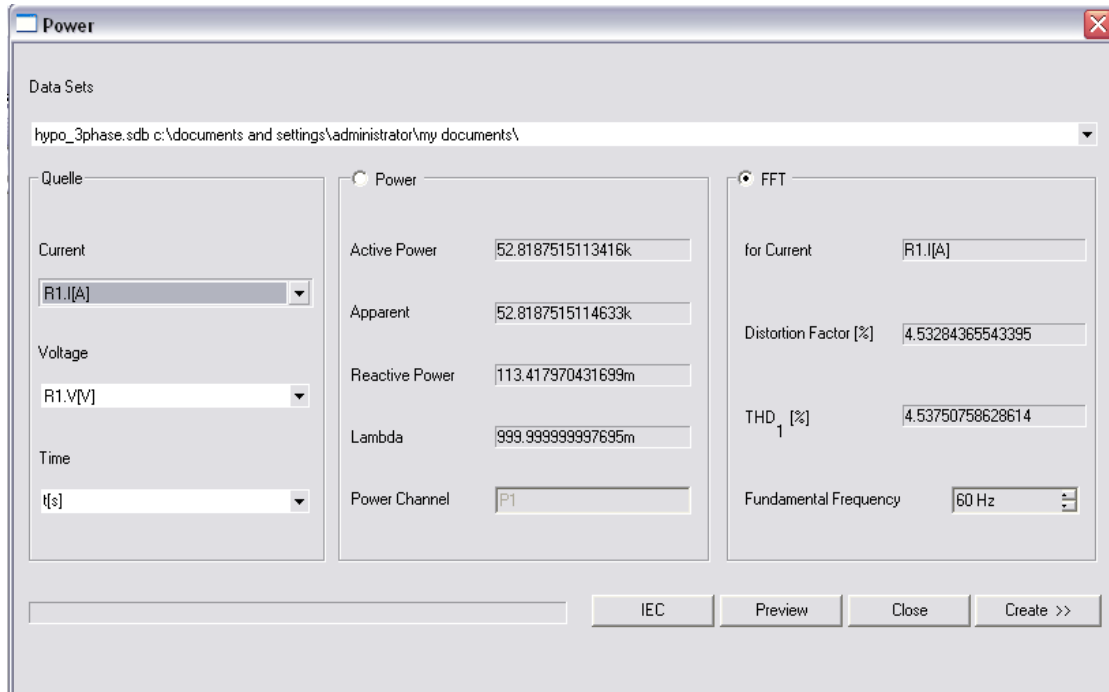 Power
Data Sets
hypo_3phase.sdb c:\documents and settings\administrator\my documents\
Quelle
Current
R1.I[A]
Voltage
R1.V[V]
Time
t[s]
Power
Active Power 52.8187515113416k
Apparent 52.8187515114633k
Reactive Power 113.417970431699m
Lambda 999.999999997695m
Power Channel P1
FFT
for Current R1.I[A]
Distortion Factor [%] 4.53284365543395
THD1 [%] 4.53750758628614
Fundamental Frequency 60 Hz
IEC Preview Close Create >>